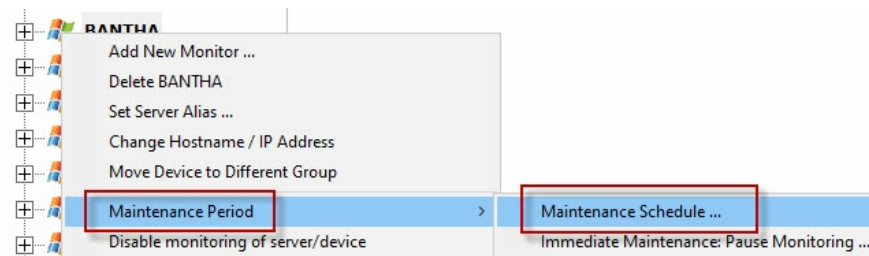 BANTHA
Add New Monitor ...
Delete BANTHA
Set Server Alias ...
Change Hostname / IP Address
Move Device to Different Group
Maintenance Period > Maintenance Schedule ...
Disable monitoring of server/device Immediate Maintenance: Pause Monitoring ...